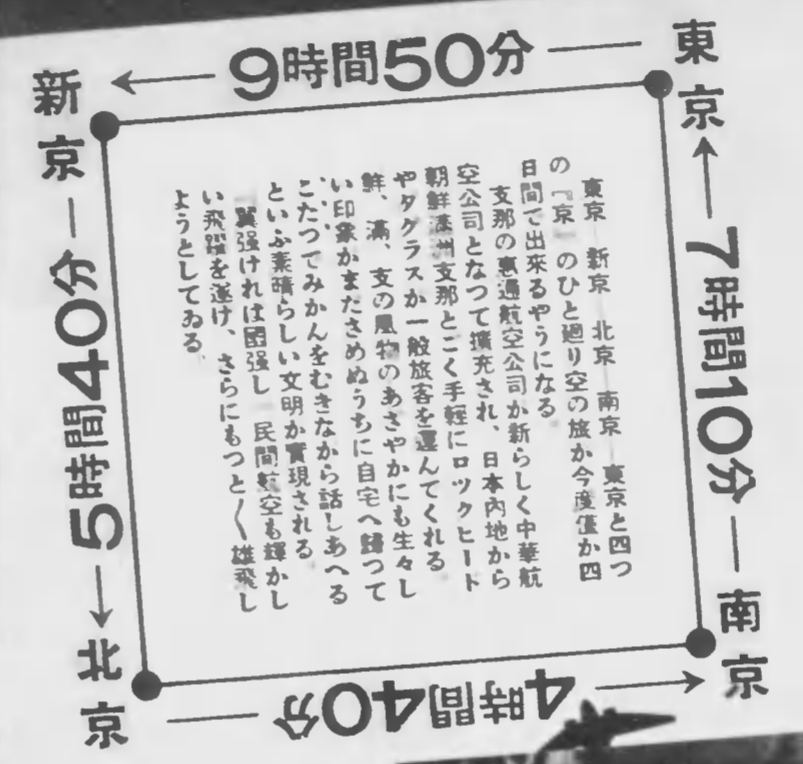 東京
9時間50分
新京
5時間40分
北京
4時間40分
南京
7時間10分
東京―新京―北京―南京―東京と四つ
の『京』のひと廻り空の旅が今度僅か四
日間で出来るやうになる
支那の惠通航空公司が新らしく中華航
空公司となつて擴充され、日本内地から
朝鮮滿洲支那とごく手軽にロツクヒード
やダグラスが一般旅客を運んでくれる
鮮、滿、支の風物のあざやかにも生々し
い印象がまださめぬうちに自宅へ歸つて
こたつでみかんをむきながら話しあへる
といふ素晴らしい文明が實現される
「翼强ければ國强し」民間航空も輝かし
い飛躍を遂げ、さらにもつと〳〵雄飛し
ようとしてゐる